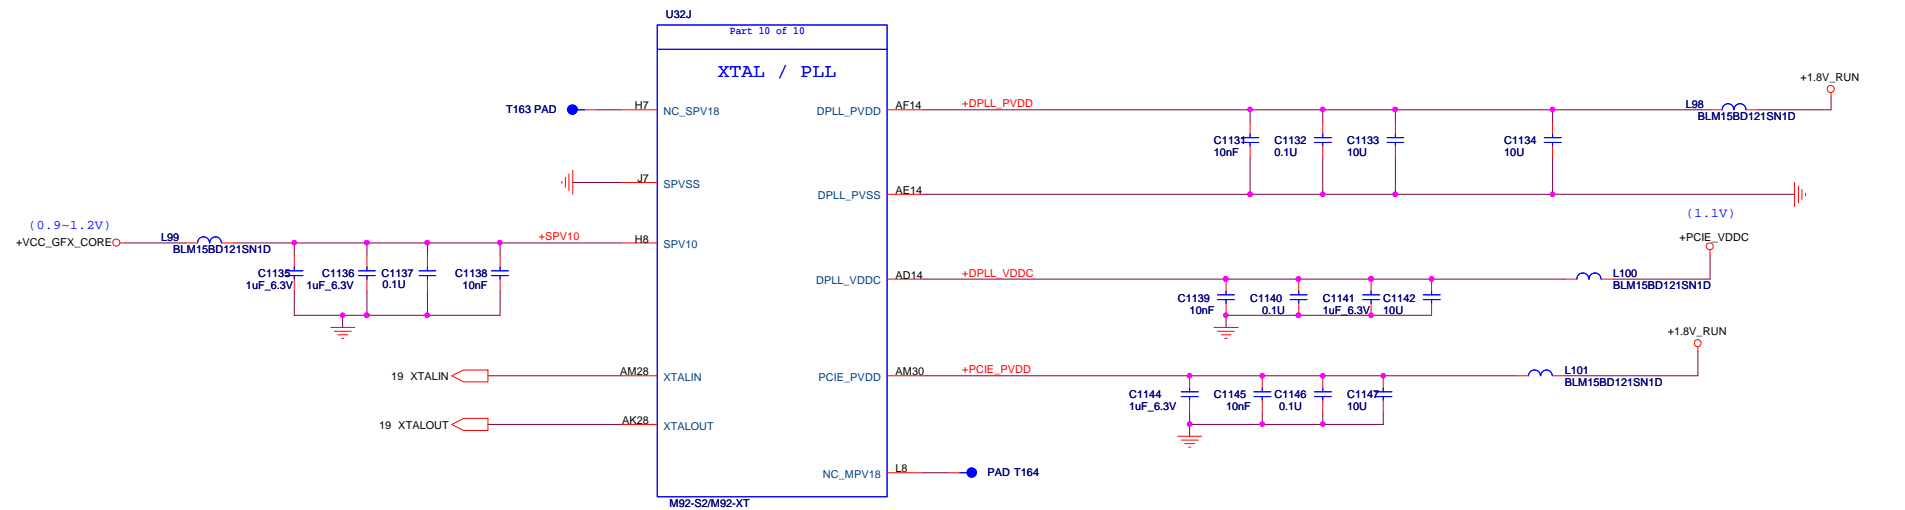 U32J
Part 10 of 10
XTAL / PLL
+1.8V_RUN
T163 PAD
H7
NC_SPV18
DPLL_PVDD
AF14
+DPLL_PVDD
L98
BLM15BD121SN1D
C1131
10nF
C1132
0.1U
C1133
10U
C1134
10U
J7
SPVSS
DPLL_PVSS
AE14
(0.9~1.2V)
+VCC_GFX_CORE
L99
BLM15BD121SN1D
+SPV10
H8
SPV10
(1.1V)
+PCIE_VDDC
C1135
1uF_6.3V
C1136
1uF_6.3V
C1137
0.1U
C1138
10nF
DPLL_VDDC
AD14
+DPLL_VDDC
L100
BLM15BD121SN1D
C1139
10nF
C1140
0.1U
C1141
1uF_6.3V
C1142
10U
+1.8V_RUN
19 XTALIN
AM28
XTALIN
PCIE_PVDD
AM30
+PCIE_PVDD
L101
BLM15BD121SN1D
C1144
1uF_6.3V
C1145
10nF
C1146
0.1U
C1147
10U
19 XTALOUT
AK28
XTALOUT
NC_MPV18
L8
PAD T164
M92-S2/M92-XT